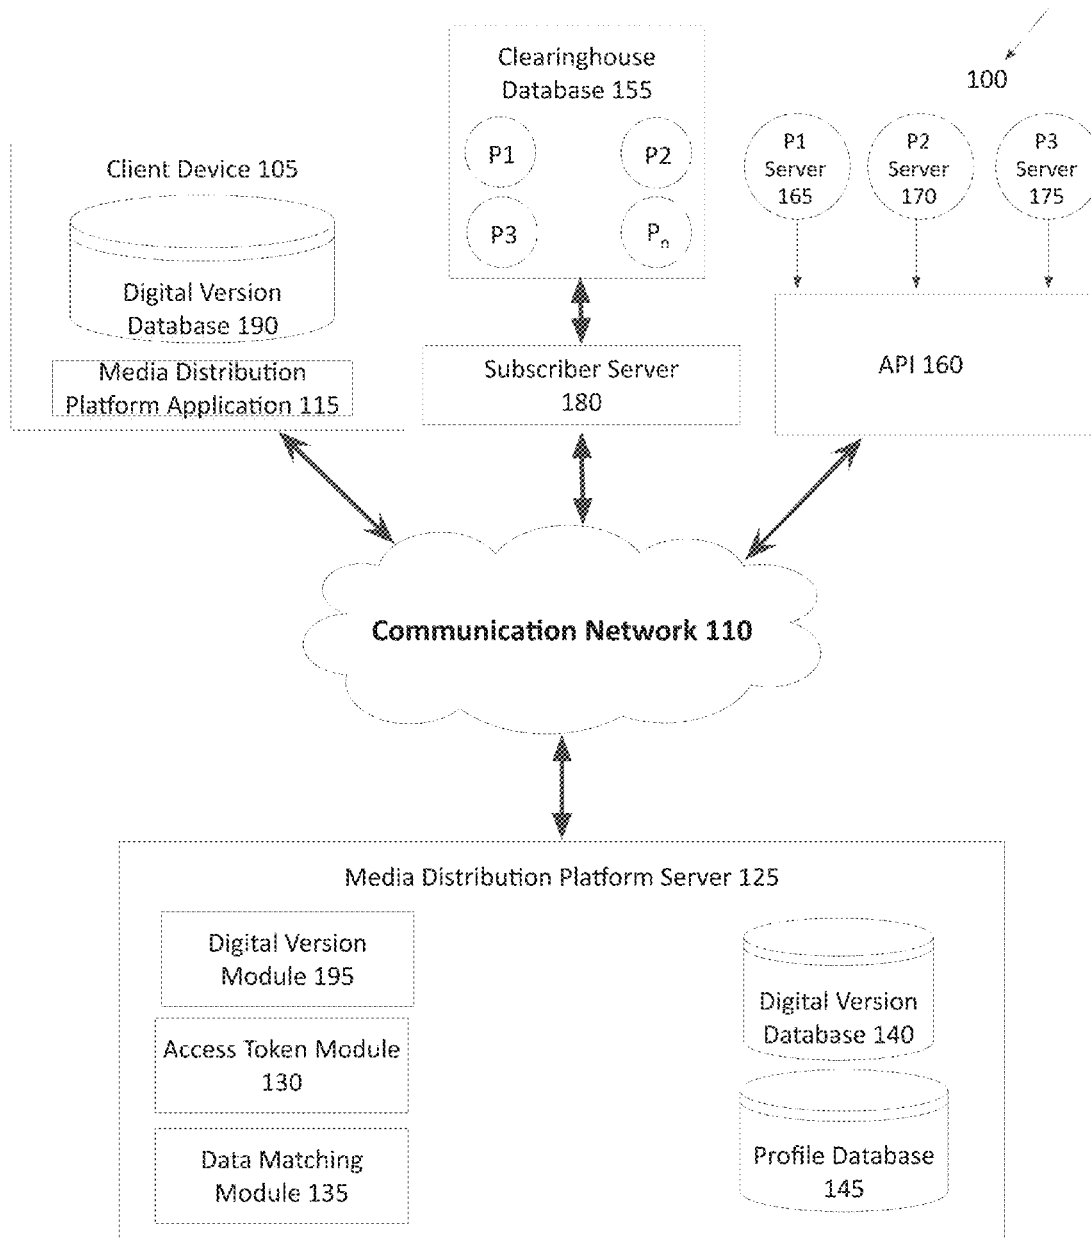 100
Clearinghouse
Database 155
P1
P2
P3
Pn
P1
Server
165
P2
Server
170
P3
Server
175
Client Device 105
Digital Version
Database 190
Media Distribution
Platform Application 115
Subscriber Server
180
API 160
Communication Network 110
Media Distribution Platform Server 125
Digital Version
Module 195
Access Token Module
130
Data Matching
Module 135
Digital Version
Database 140
Profile Database
145